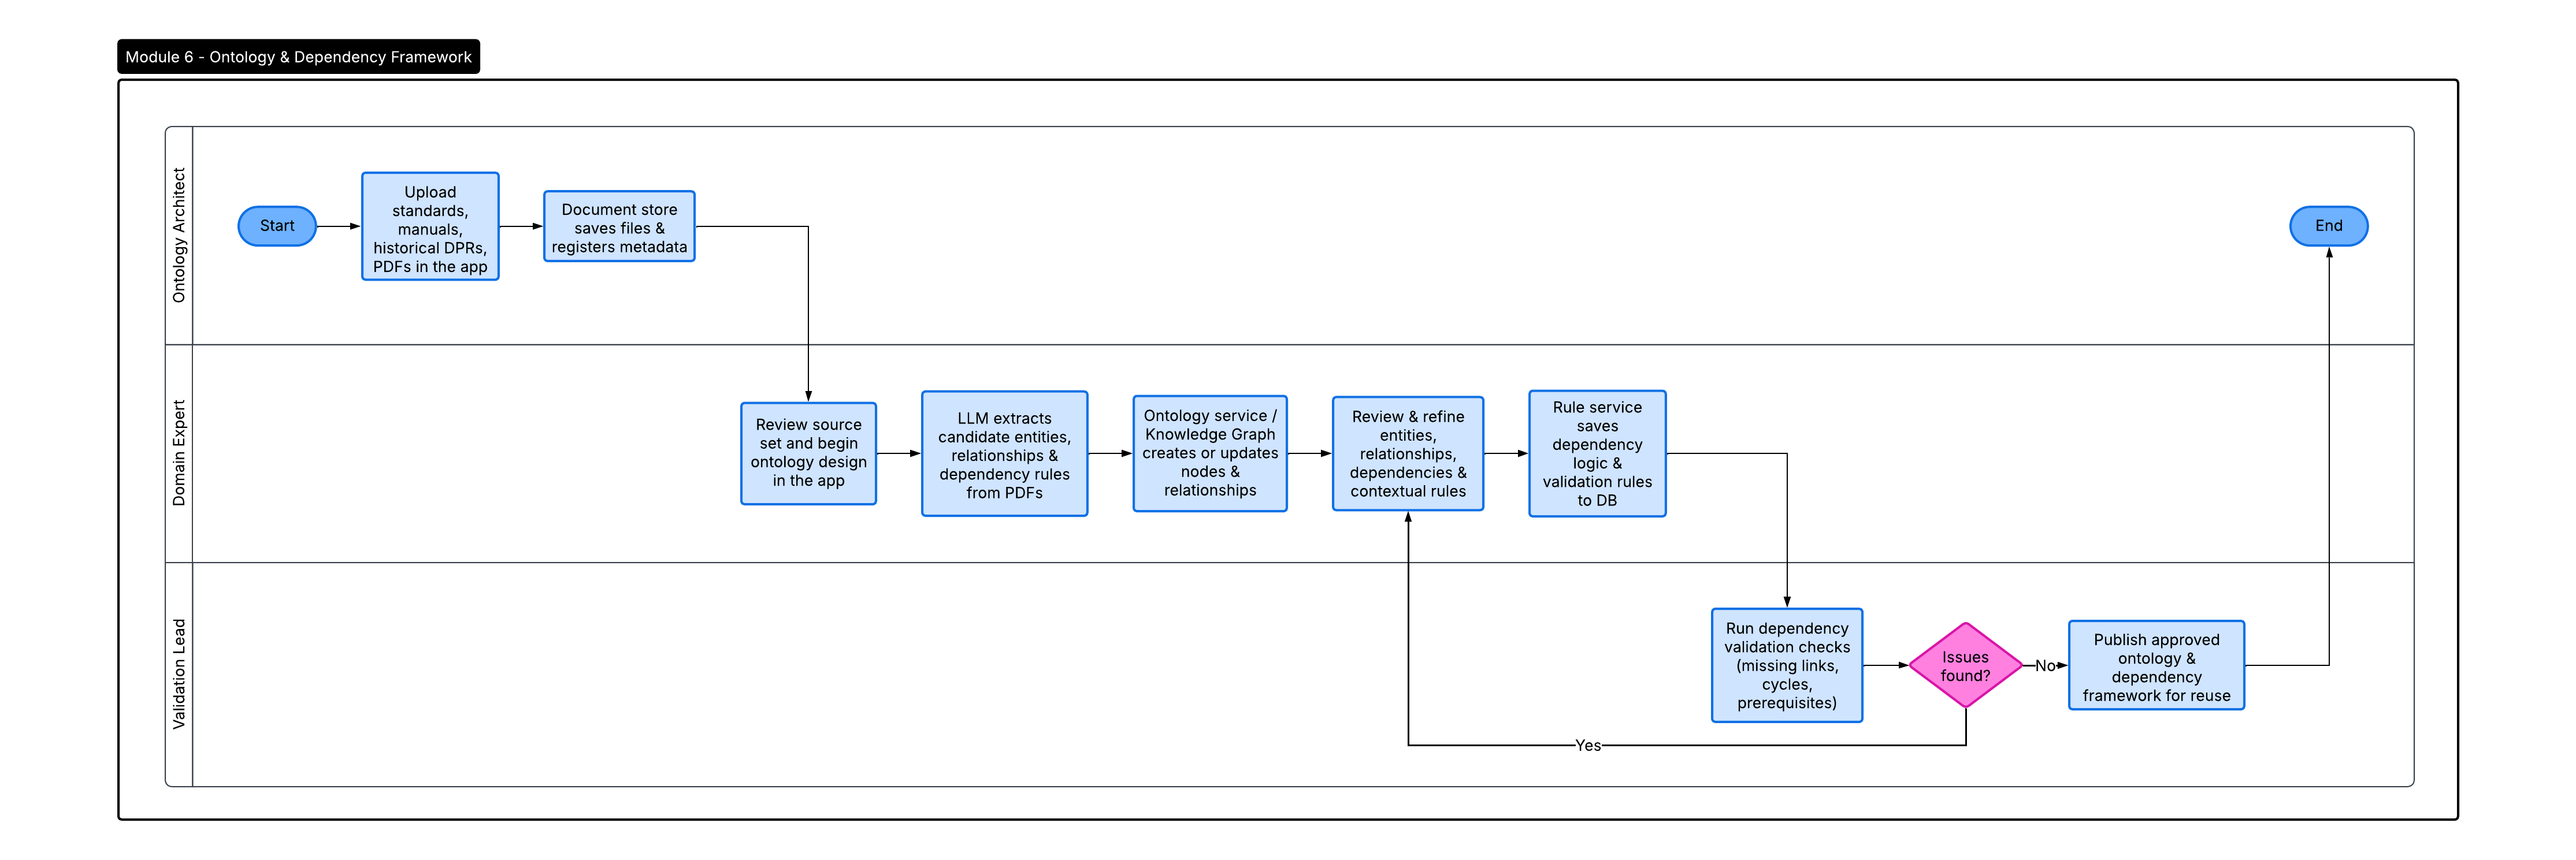 Module 6 - Ontology & Dependency Framework
Ontology Architect
Start
Upload
standards,
manuals,
historical DPRs,
PDFs in the app
Document store
saves files &
registers metadata
End
Domain Expert
Review source
set and begin
ontology design
in the app
LLM extracts
candidate entities,
relationships &
dependency rules
from PDFs
Ontology service /
Knowledge Graph
creates or updates
nodes &
relationships
Review & refine
entities,
relationships,
dependencies &
contextual rules
Rule service
saves
dependency
logic &
validation rules
to DB
Validation Lead
Run dependency
validation checks
(missing links,
cycles,
prerequisites)
Issues
found?
No
Publish approved
ontology &
dependency
framework for reuse
Yes